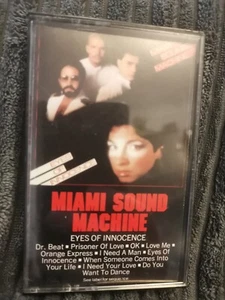 MIAMI SOUND
MACHINE
EYES OF INNOCENCE
Dr. Beat ■ Prisoner Of Love ■ OK ■ Love Me ■
Orange Express ■ I Need A Man ■ Eyes Of
Innocence ■ When Someone Comes Into
Your Life ■ I Need Your Love ■ Do You
Want To Dance